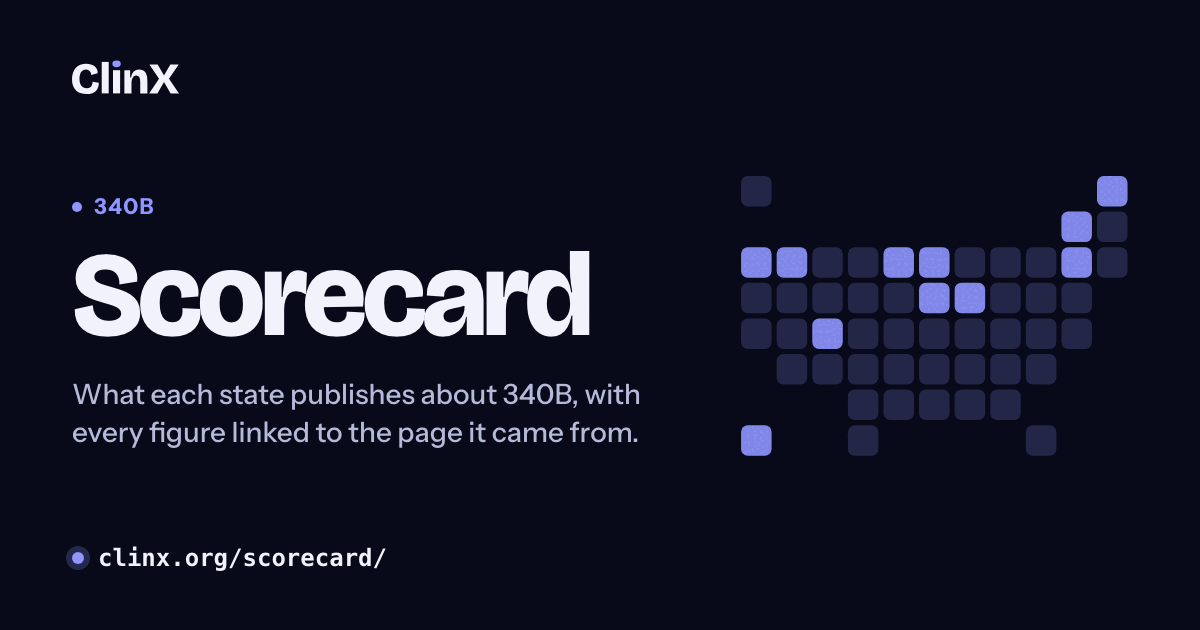 ClinX
340B
Scorecard
What each state publishes about 340B, with
every figure linked to the page it came from.
clinx.org/scorecard/